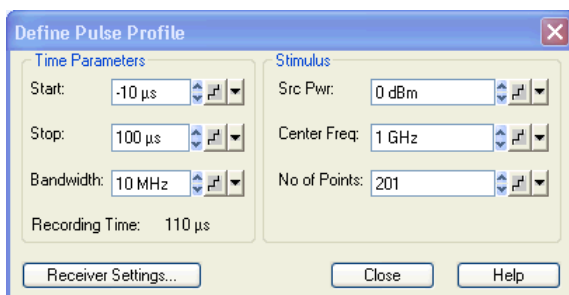 Define Pulse Profile
Time Parameters
Start: -10 µs
Stop: 100 µs
Bandwidth: 10 MHz
Recording Time: 110 µs
Stimulus
Src Pwr: 0 dBm
Center Freq: 1 GHz
No of Points: 201
Receiver Settings...
Close
Help